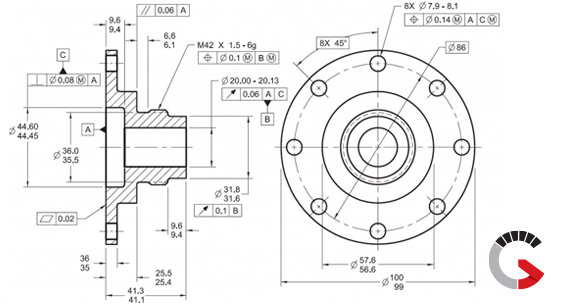 9.6
9.4
// 0.06 A
6.6
6.1
M42 X 1.5 - 6g
⌖ Ø 0.1 Ⓜ B Ⓜ
8X Ø 7.9 - 8.1
⌖ Ø 0.14 Ⓜ A C Ⓜ
8X 45°
Ø 86
C
⟂ Ø 0.08 Ⓜ A
Ø 20.00 - 20.13
↗ 0.06 A C
B
Ø 44.60
44.45
A
Ø 36.0
35.5
Ø 31.8
31.6
↗ 0.1 B
⏥ 0.02
9.6
9.4
36
35
25.5
25.4
41.3
41.1
Ø 57.6
56.6
Ø 100
99